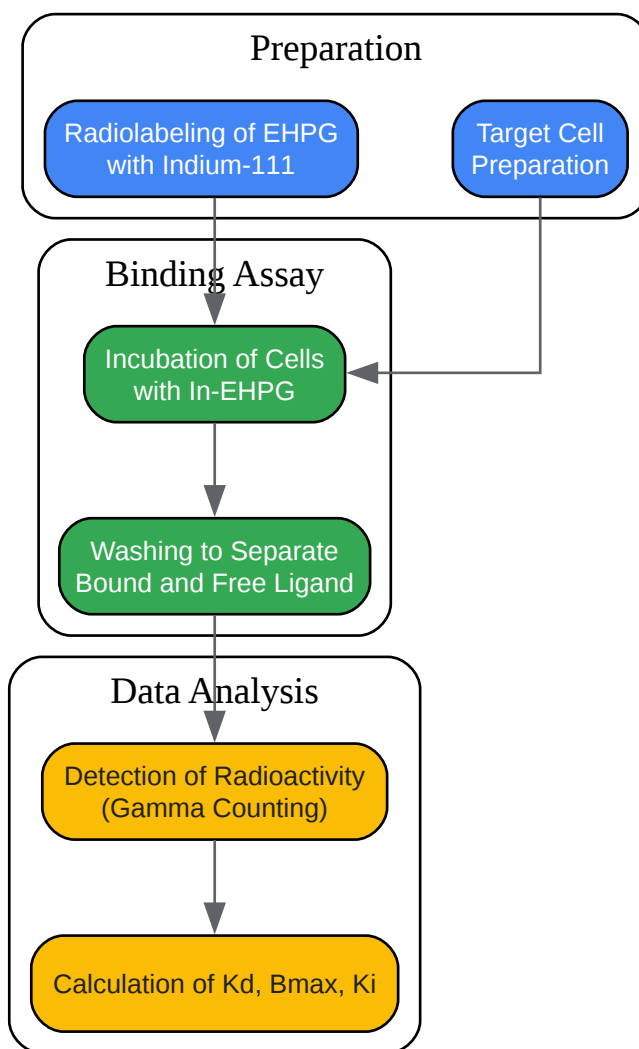 Preparation
Radiolabeling of EHPG
with Indium-111
Target Cell
Preparation
Binding Assay
Incubation of Cells
with In-EHPG
Washing to Separate
Bound and Free Ligand
Data Analysis
Detection of Radioactivity
(Gamma Counting)
Calculation of Kd, Bmax, Ki